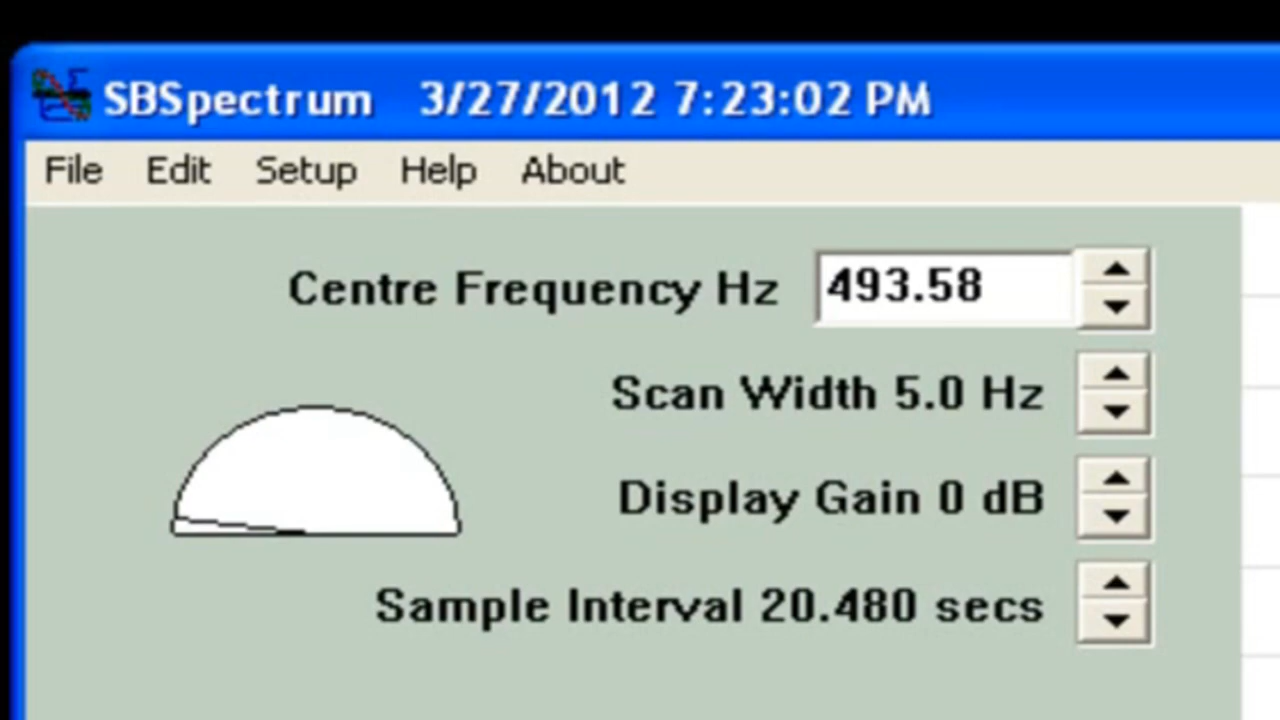 SBSpectrum 3/27/2012 7:23:02 PM
File Edit Setup Help About
Centre Frequency Hz 493.58
Scan Width 5.0 Hz
Display Gain 0 dB
Sample Interval 20.480 secs